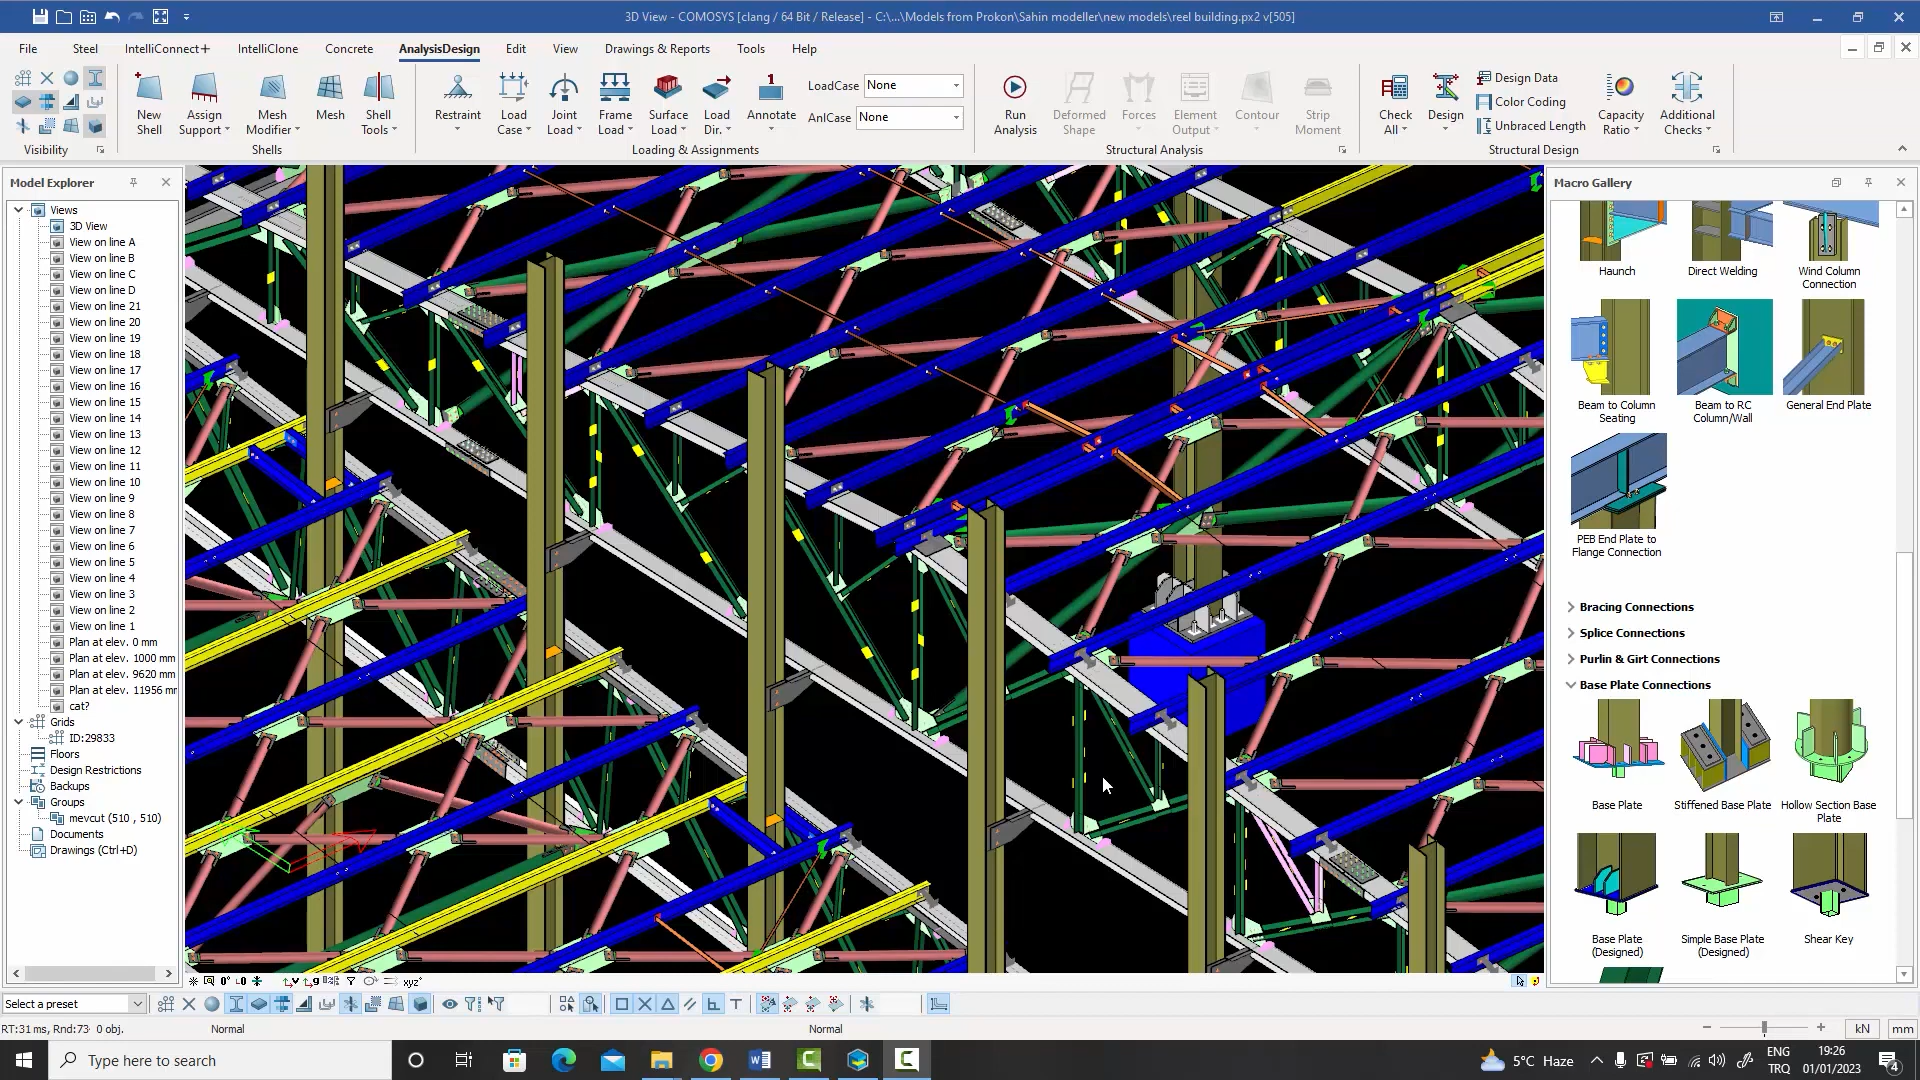 3D View - COMOSYS [clang / 64 Bit / Release] - C:\...\Models from Prokon\Sahin modeller\new models\reel building.px2 v[505]
File Steel IntelliConnect+ IntelliClone Concrete AnalysisDesign Edit View Drawings & Reports Tools Help
New Shell
Assign Support
Mesh Modifier
Mesh
Shell Tools
Restraint
Load Case
Joint Load
Frame Load
Surface Load
Load Dir.
Annotate
LoadCase None
AnlCase None
Run Analysis
Deformed Shape
Forces
Element Output
Contour
Strip Moment
Check All
Design
Design Data
Color Coding
Unbraced Length
Capacity Ratio
Additional Checks
Visibility Shells Loading & Assignments Structural Analysis Structural Design
Model Explorer
Views
3D View
View on line A
View on line B
View on line C
View on line D
View on line 21
View on line 20
View on line 19
View on line 18
View on line 17
View on line 16
View on line 15
View on line 14
View on line 13
View on line 12
View on line 11
View on line 10
View on line 9
View on line 8
View on line 7
View on line 6
View on line 5
View on line 4
View on line 3
View on line 2
View on line 1
Plan at elev. 0 mm
Plan at elev. 1000 mm
Plan at elev. 9620 mm
Plan at elev. 11956 mm
cat?
Grids
ID:29833
Floors
Design Restrictions
Backups
Groups
mevcut (510 , 510)
Documents
Drawings (Ctrl+D)
Macro Gallery
Haunch
Direct Welding
Wind Column Connection
Beam to Column Seating
Beam to RC Column/Wall
General End Plate
PEB End Plate to Flange Connection
Bracing Connections
Splice Connections
Purlin & Girt Connections
Base Plate Connections
Base Plate
Stiffened Base Plate
Hollow Section Base Plate
Base Plate (Designed)
Simple Base Plate (Designed)
Shear Key
xyz
Select a preset
RT:31 ms, Rnd:73 0 obj. Normal Normal kN mm
Type here to search
5°C Haze
ENG
TRQ
19:26
01/01/2023
4